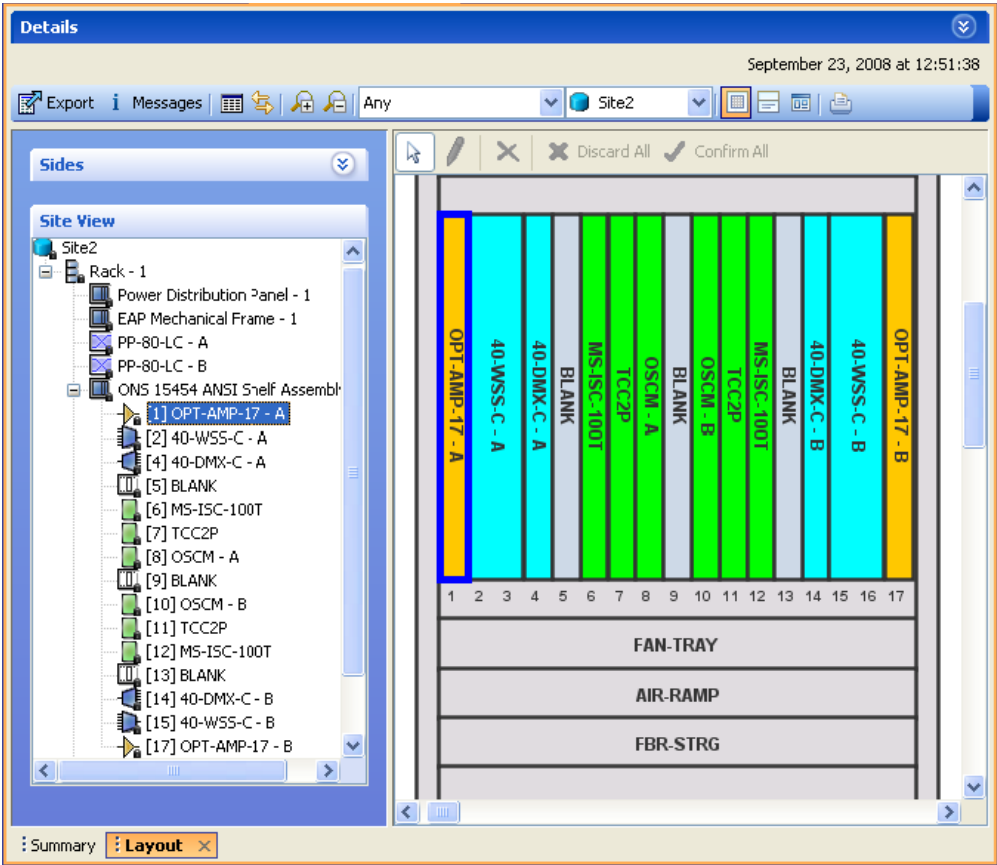 Details
September 23, 2008 at 12:51:38
Export i Messages Any Site2
Discard All Confirm All
Sides
Site View
Site2
Rack - 1
Power Distribution Panel - 1
EAP Mechanical Frame - 1
PP-80-LC - A
PP-80-LC - B
ONS 15454 ANSI Shelf Assembl
[1] OPT-AMP-17 - A
[2] 40-WSS-C - A
[4] 40-DMX-C - A
[5] BLANK
[6] MS-ISC-100T
[7] TCC2P
[8] OSCM - A
[9] BLANK
[10] OSCM - B
[11] TCC2P
[12] MS-ISC-100T
[13] BLANK
[14] 40-DMX-C - B
[15] 40-WSS-C - B
[17] OPT-AMP-17 - B
OPT-AMP-17 - A
40-WSS-C - A
40-DMX-C - A
BLANK
MS-ISC-100T
TCC2P
OSCM - A
BLANK
OSCM - B
TCC2P
MS-ISC-100T
BLANK
40-DMX-C - B
40-WSS-C - B
OPT-AMP-17 - B
1 2 3 4 5 6 7 8 9 10 11 12 13 14 15 16 17
FAN-TRAY
AIR-RAMP
FBR-STRG
Summary Layout